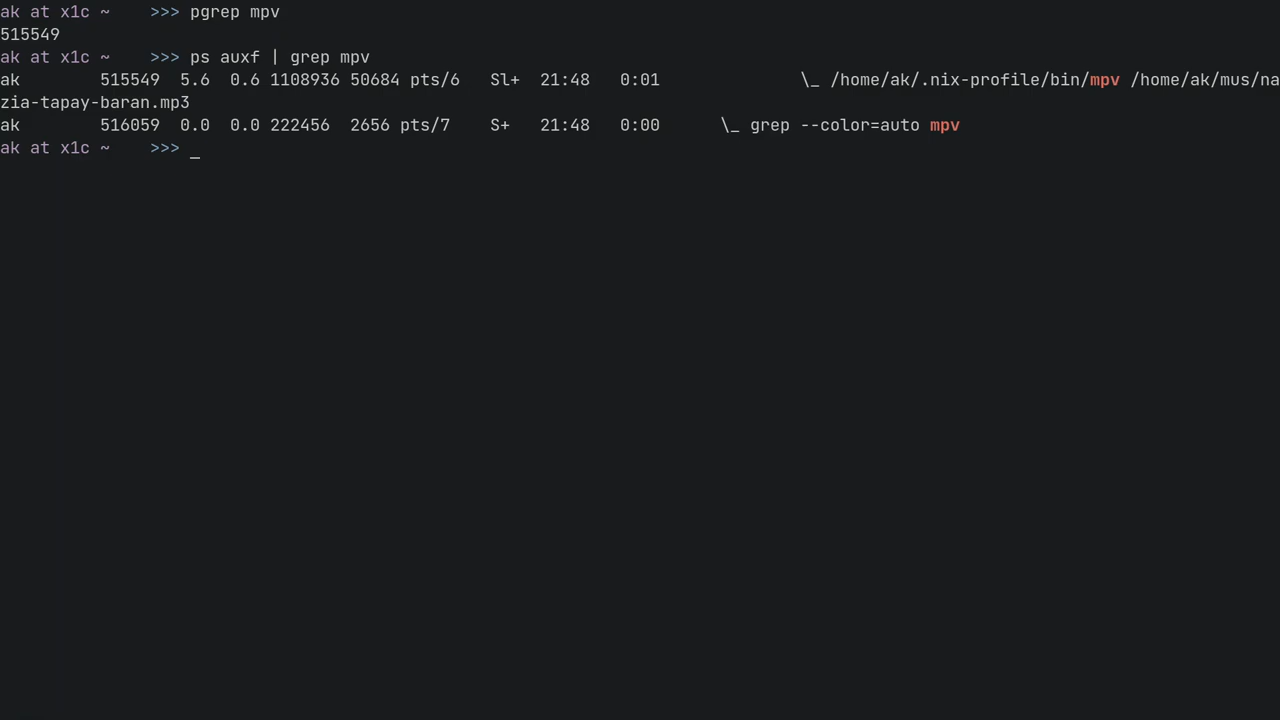 ak at x1c ~    >>> pgrep mpv
515549
ak at x1c ~    >>> ps auxf | grep mpv
ak        515549  5.6  0.6 1108936 50684 pts/6   Sl+  21:48   0:01              \_ /home/ak/.nix-profile/bin/mpv /home/ak/mus/na
zia-tapay-baran.mp3
ak        516059  0.0  0.0 222456  2656 pts/7    S+   21:48   0:00      \_ grep --color=auto mpv
ak at x1c ~    >>> _